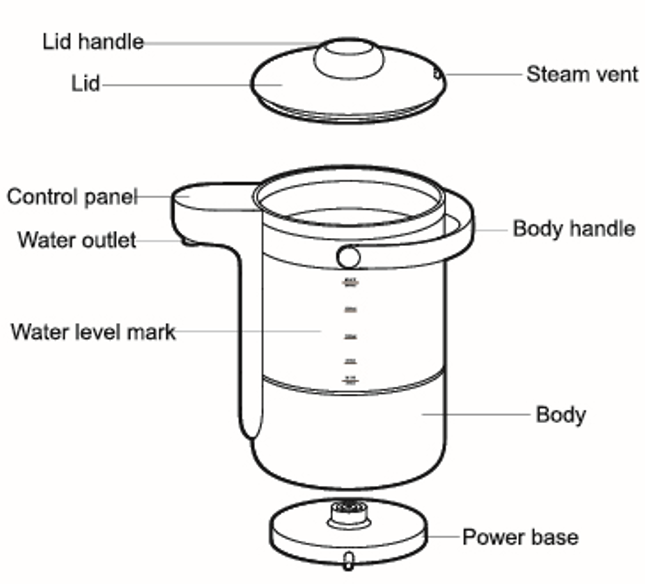 Lid handle
Lid
Steam vent
Control panel
Water outlet
Body handle
Water level mark
Body
Power base